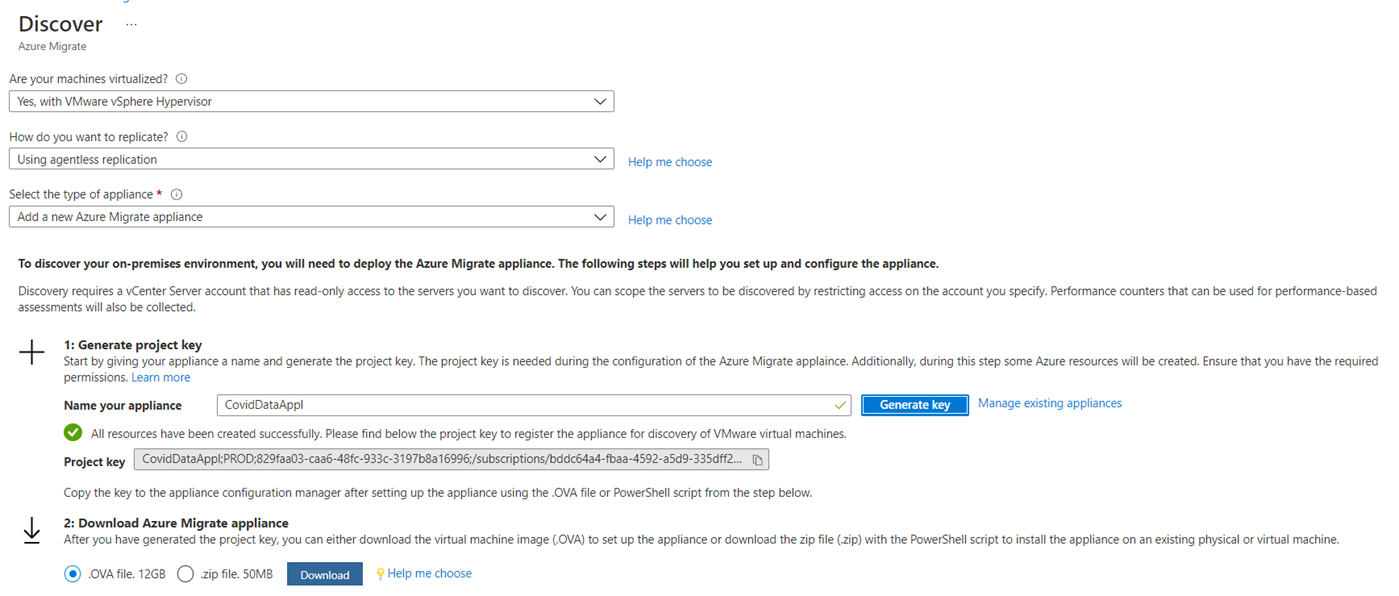 Discover ...
Azure Migrate
Are your machines virtualized?
Yes, with VMware vSphere Hypervisor
How do you want to replicate?
Using agentless replication
Help me choose
Select the type of appliance *
Add a new Azure Migrate appliance
Help me choose
To discover your on-premises environment, you will need to deploy the Azure Migrate appliance. The following steps will help you set up and configure the appliance.
Discovery requires a vCenter Server account that has read-only access to the servers you want to discover. You can scope the servers to be discovered by restricting access on the account you specify. Performance counters that can be used for performance-based
assessments will also be collected.
1: Generate project key
Start by giving your appliance a name and generate the project key. The project key is needed during the configuration of the Azure Migrate applaince. Additionally, during this step some Azure resources will be created. Ensure that you have the required
permissions. Learn more
Name your appliance CovidDataAppl Generate key Manage existing appliances
All resources have been created successfully. Please find below the project key to register the appliance for discovery of VMware virtual machines.
Project key CovidDataAppl;PROD;829faa03-caa6-48fc-933c-3197b8a16996;/subscriptions/bddc64a4-fbaa-4592-a5d9-335dff2...
Copy the key to the appliance configuration manager after setting up the appliance using the .OVA file or PowerShell script from the step below.
2: Download Azure Migrate appliance
After you have generated the project key, you can either download the virtual machine image (.OVA) to set up the appliance or download the zip file (.zip) with the PowerShell script to install the appliance on an existing physical or virtual machine.
.OVA file. 12GB .zip file. 50MB Download Help me choose